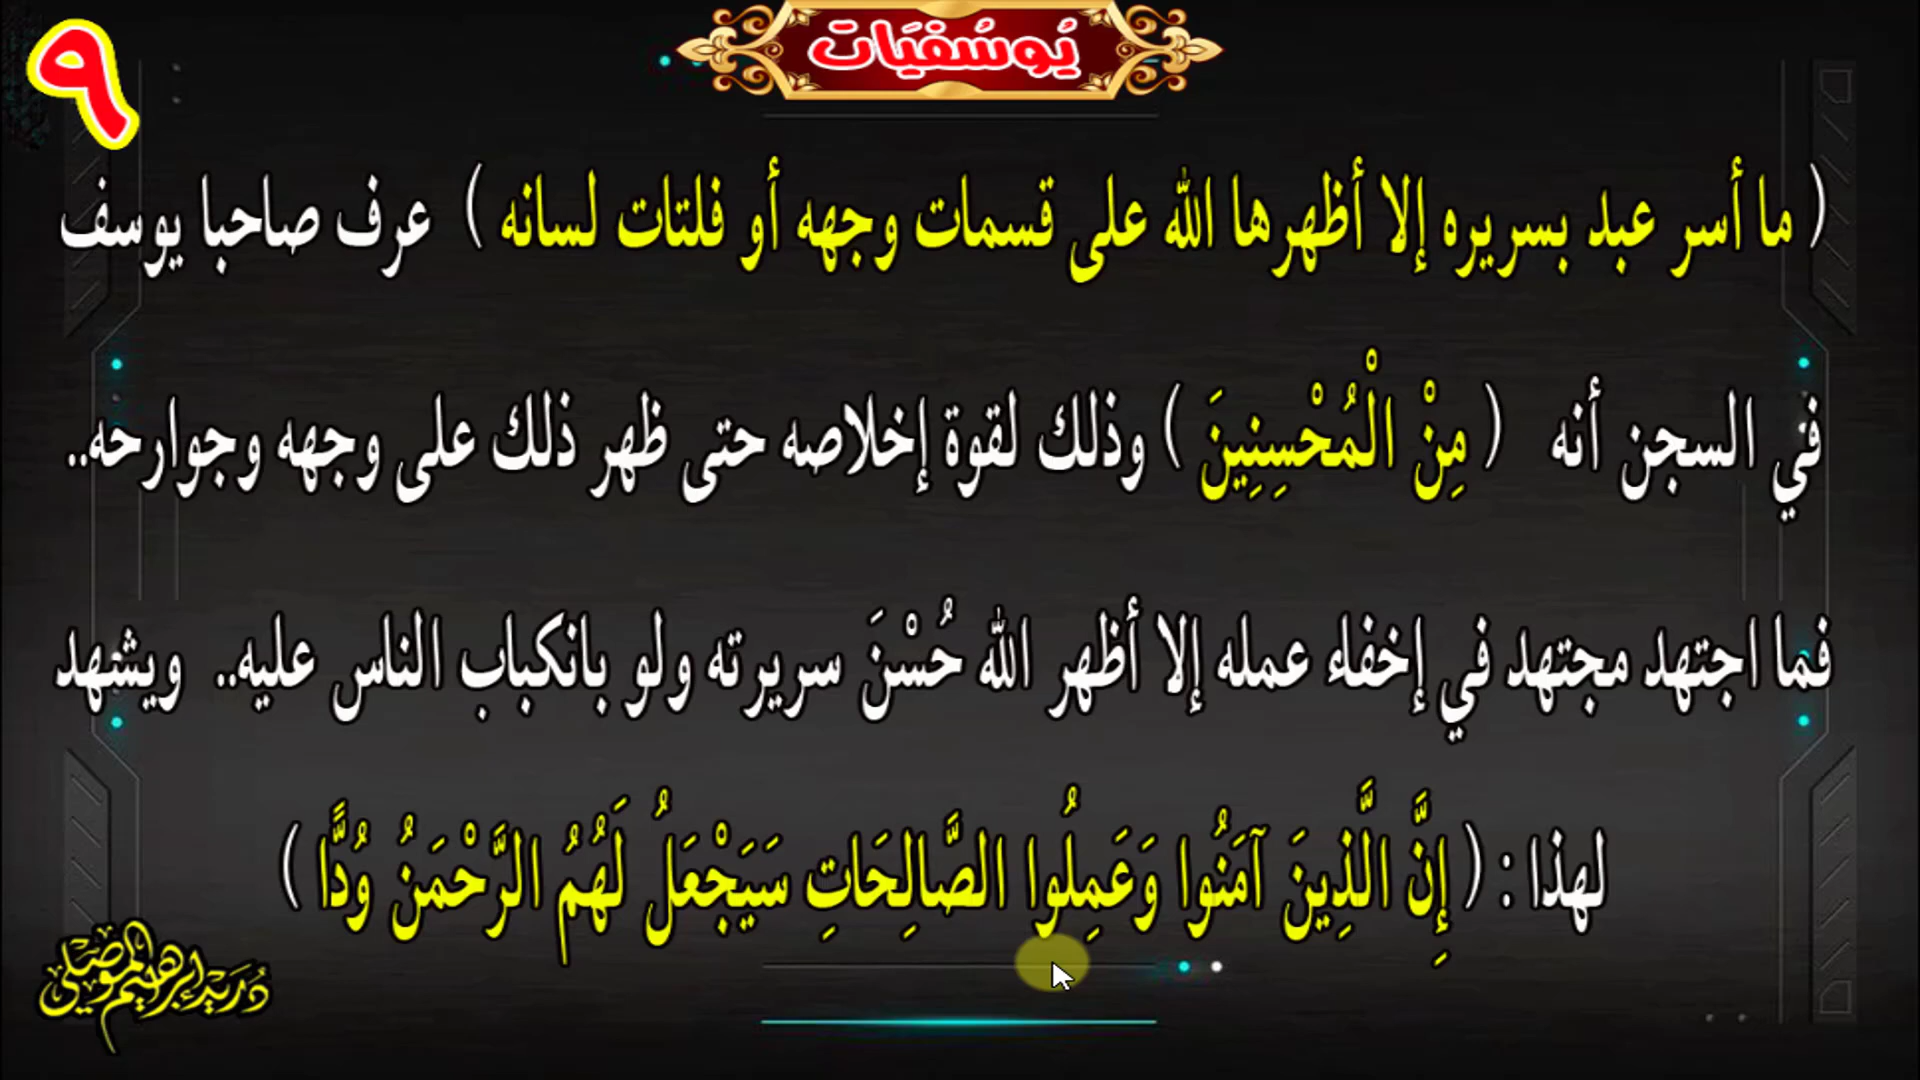 ٩
يُوسُفيَات
( ما أسر عبد بسريره إلا أظهرها الله على قسمات وجهه أو فلتات لسانه ) عرف صاحبا يوسف
في السجن أنه ( مِنْ الْمُحْسِنِينَ ) وذلك لقوة إخلاصه حتى ظهر ذلك على وجهه وجوارحه..
فما اجتهد مجتهد في إخفاء عمله إلا أظهر الله حُسْنَ سريرته ولو بانكباب الناس عليه.. ويشهد
لهذا : ( إِنَّ الَّذِينَ آمَنُوا وَعَمِلُوا الصَّالِحَاتِ سَيَجْعَلُ لَهُمُ الرَّحْمَنُ وُدًّا )
دُرَيْد إبرهيم الموصلي